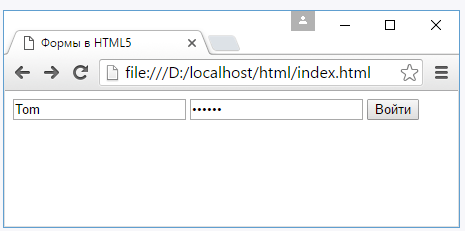 Формы в HTML5
file:///D:/localhost/html/index.html
Tom •••••• Войти